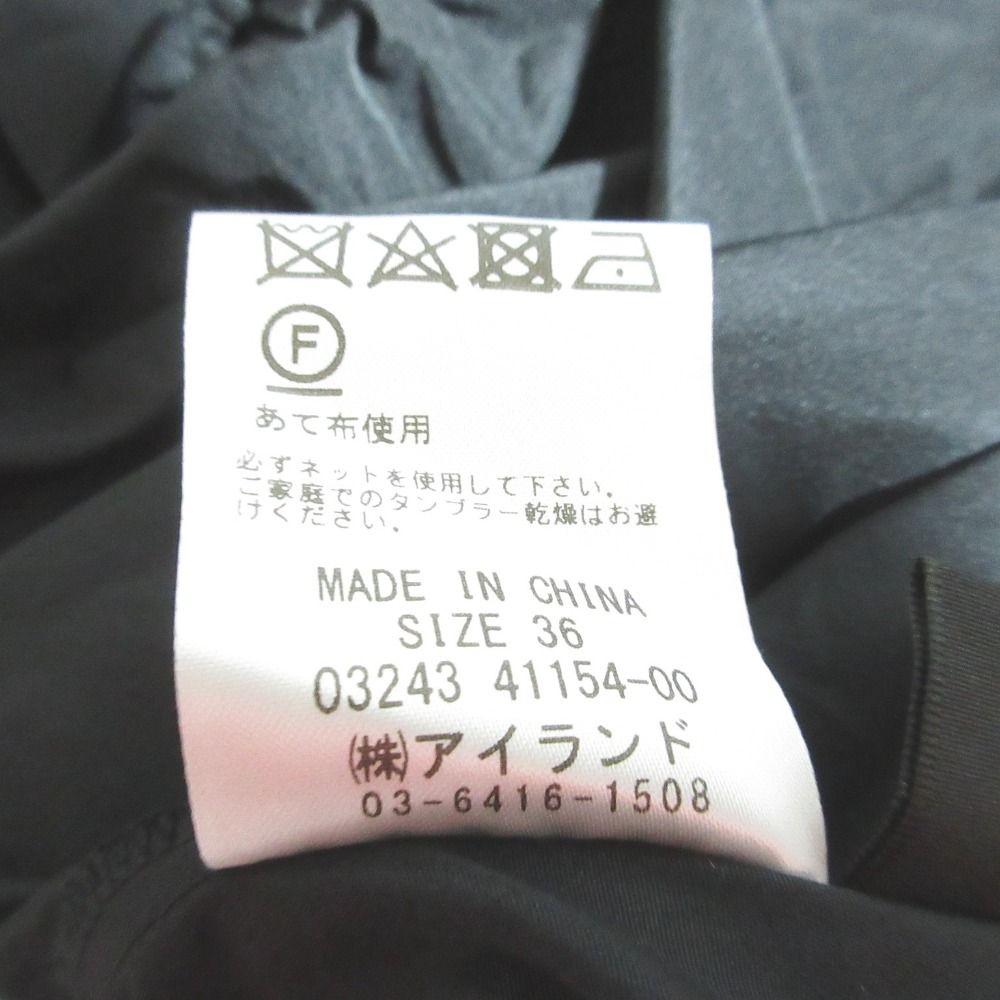 F
あて布使用
必ずネットを使用して下さい.
ご家庭でのタンブラー乾燥はお避
けください.
MADE IN CHINA
SIZE 36
03243 41154-00
㈱アイランド
03-6416-1508